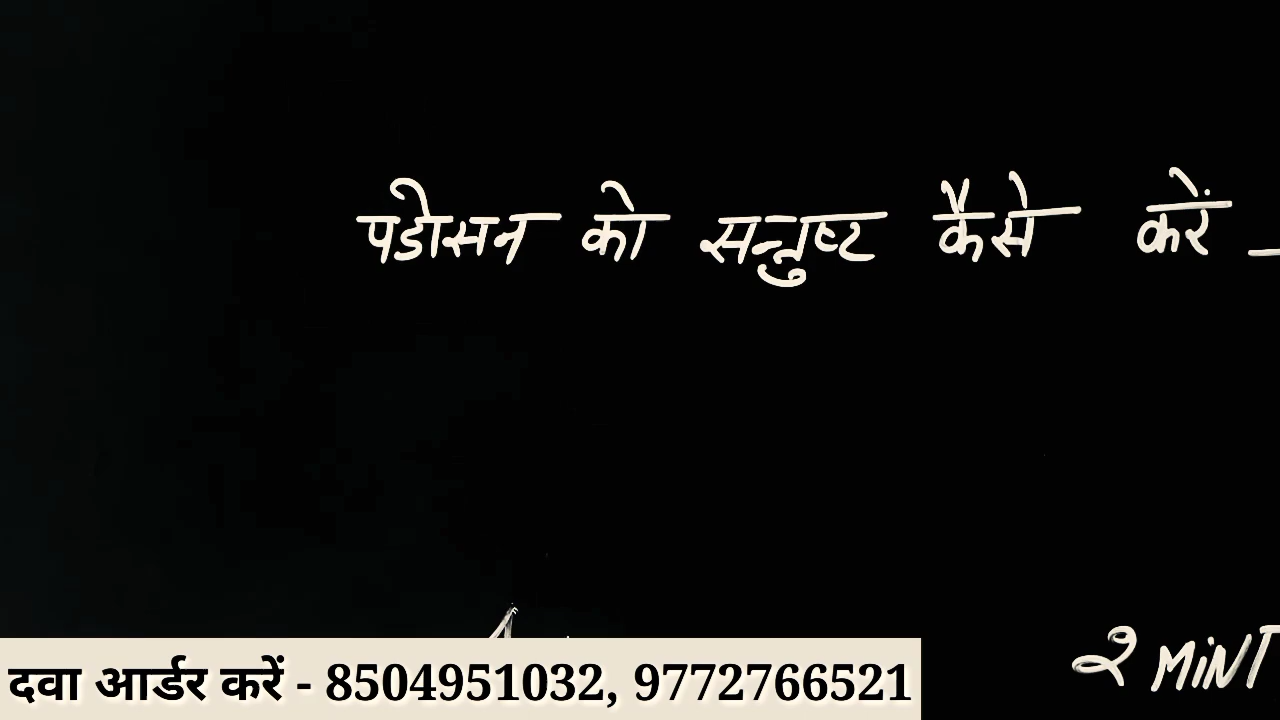 पडोसन को सन्तुष्ट कैसे करें _
2 MiNT
दवा आर्डर करें - 8504951032, 9772766521